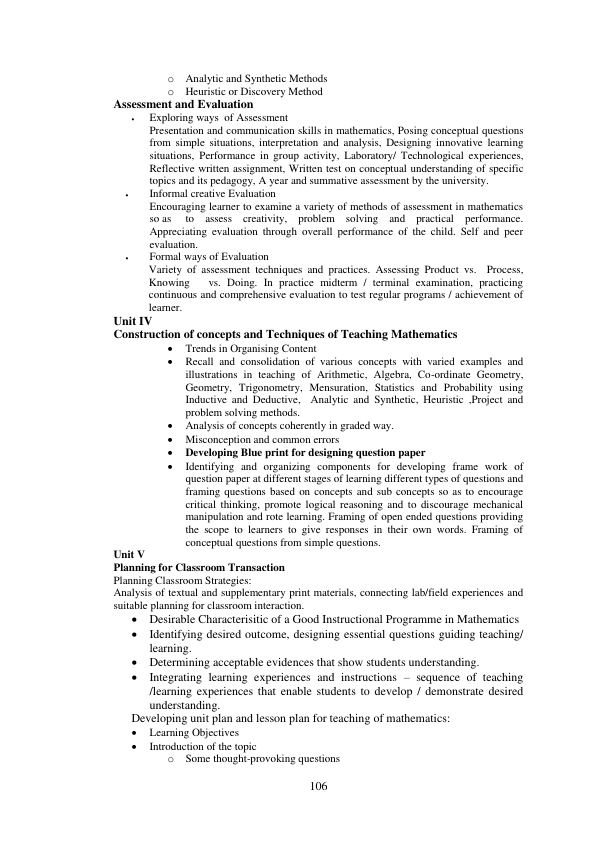 o Analytic and Synthetic Methods
o Heuristic or Discovery Method
Assessment and Evaluation
• Exploring ways of Assessment
Presentation and communication skills in mathematics, Posing conceptual questions
from simple situations, interpretation and analysis, Designing innovative learning
situations, Performance in group activity, Laboratory/ Technological experiences,
Reflective written assignment, Written test on conceptual understanding of specific
topics and its pedagogy, A year and summative assessment by the university.
• Informal creative Evaluation
Encouraging learner to examine a variety of methods of assessment in mathematics
so as to assess creativity, problem solving and practical performance.
Appreciating evaluation through overall performance of the child. Self and peer
evaluation.
• Formal ways of Evaluation
Variety of assessment techniques and practices. Assessing Product vs. Process,
Knowing vs. Doing. In practice midterm / terminal examination, practicing
continuous and comprehensive evaluation to test regular programs / achievement of
learner.
Unit IV
Construction of concepts and Techniques of Teaching Mathematics
• Trends in Organising Content
• Recall and consolidation of various concepts with varied examples and
illustrations in teaching of Arithmetic, Algebra, Co-ordinate Geometry,
Geometry, Trigonometry, Mensuration, Statistics and Probability using
Inductive and Deductive, Analytic and Synthetic, Heuristic ,Project and
problem solving methods.
• Analysis of concepts coherently in graded way.
• Misconception and common errors
• Developing Blue print for designing question paper
• Identifying and organizing components for developing frame work of
question paper at different stages of learning different types of questions and
framing questions based on concepts and sub concepts so as to encourage
critical thinking, promote logical reasoning and to discourage mechanical
manipulation and rote learning. Framing of open ended questions providing
the scope to learners to give responses in their own words. Framing of
conceptual questions from simple questions.
Unit V
Planning for Classroom Transaction
Planning Classroom Strategies:
Analysis of textual and supplementary print materials, connecting lab/field experiences and
suitable planning for classroom interaction.
• Desirable Characterisitic of a Good Instructional Programme in Mathematics
• Identifying desired outcome, designing essential questions guiding teaching/
learning.
• Determining acceptable evidences that show students understanding.
• Integrating learning experiences and instructions – sequence of teaching
/learning experiences that enable students to develop / demonstrate desired
understanding.
Developing unit plan and lesson plan for teaching of mathematics:
• Learning Objectives
• Introduction of the topic
o Some thought-provoking questions
106